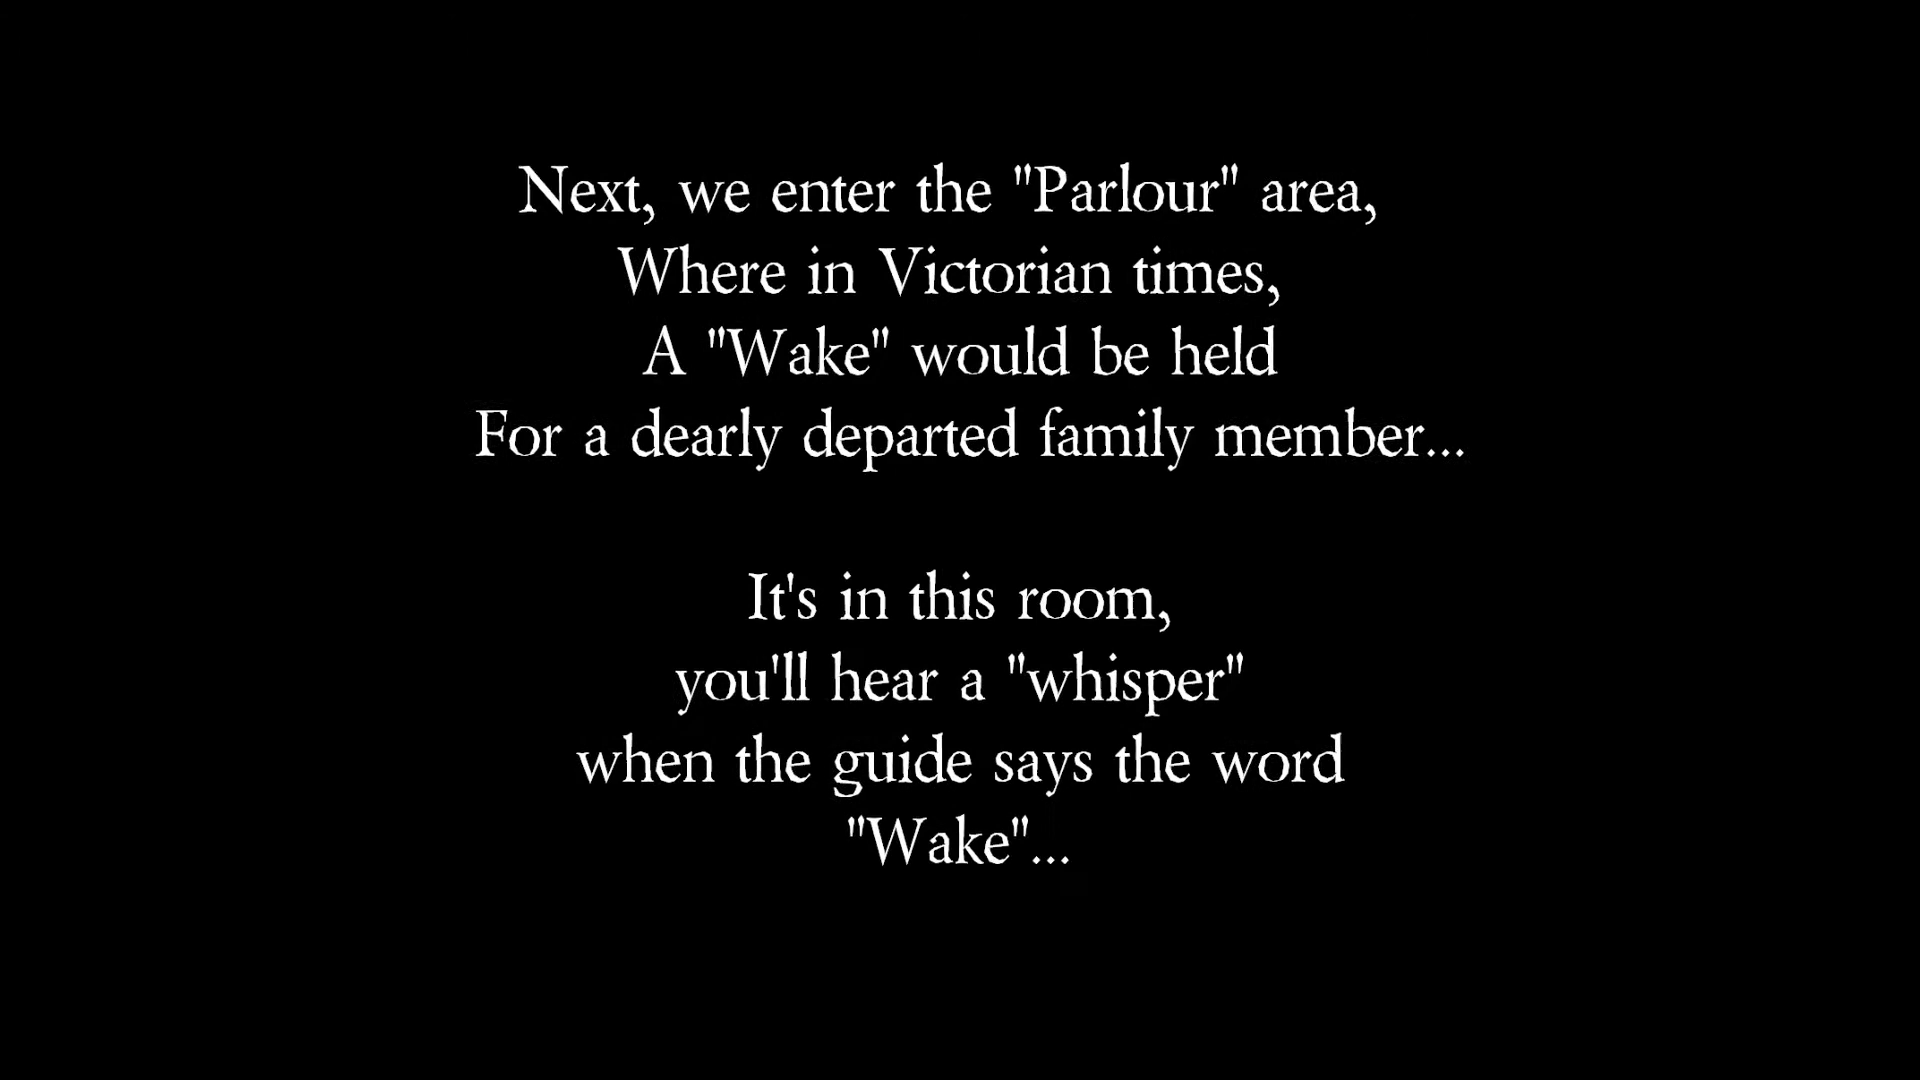 Next, we enter the "Parlour" area,
Where in Victorian times,
A "Wake" would be held
For a dearly departed family member...
It's in this room,
you'll hear a "whisper"
when the guide says the word
"Wake"...